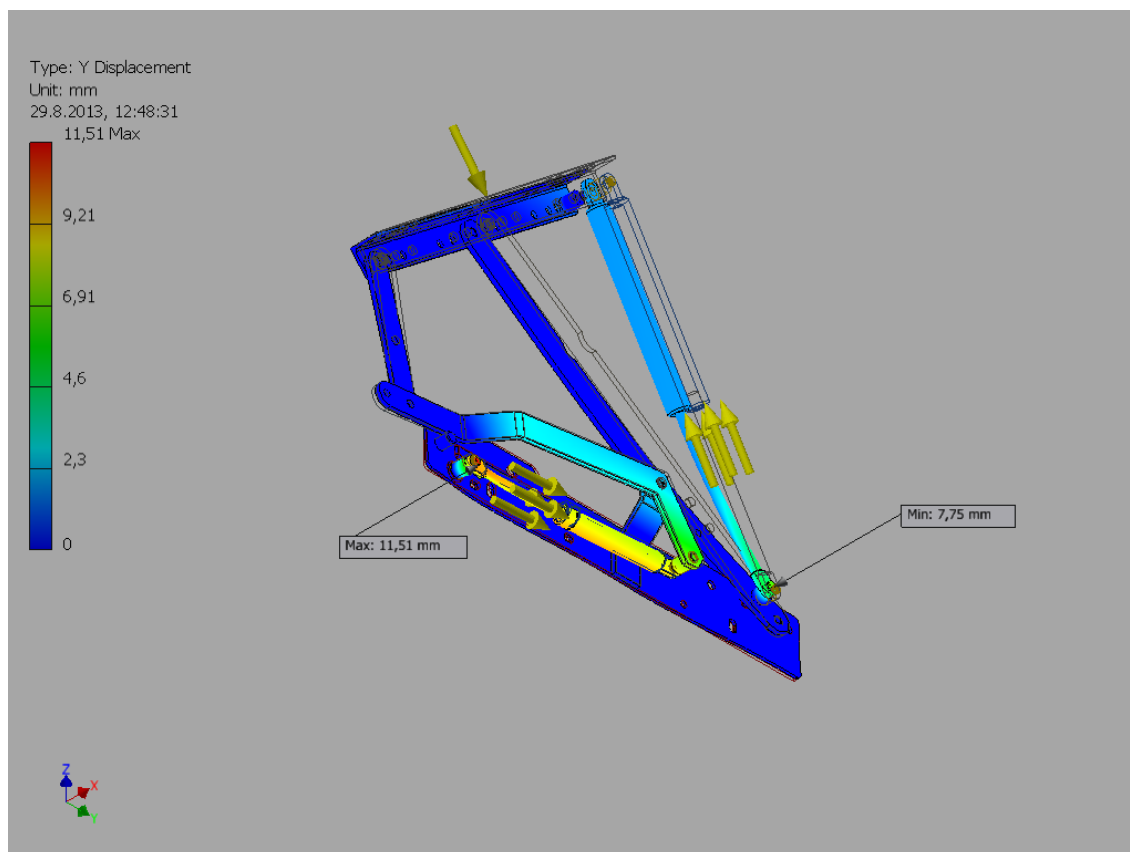 Type: Y Displacement
Unit: mm
29.8.2013, 12:48:31
11,51 Max
9,21
6,91
4,6
2,3
0
Min: 7,75 mm
Max: 11,51 mm
Z
X
Y